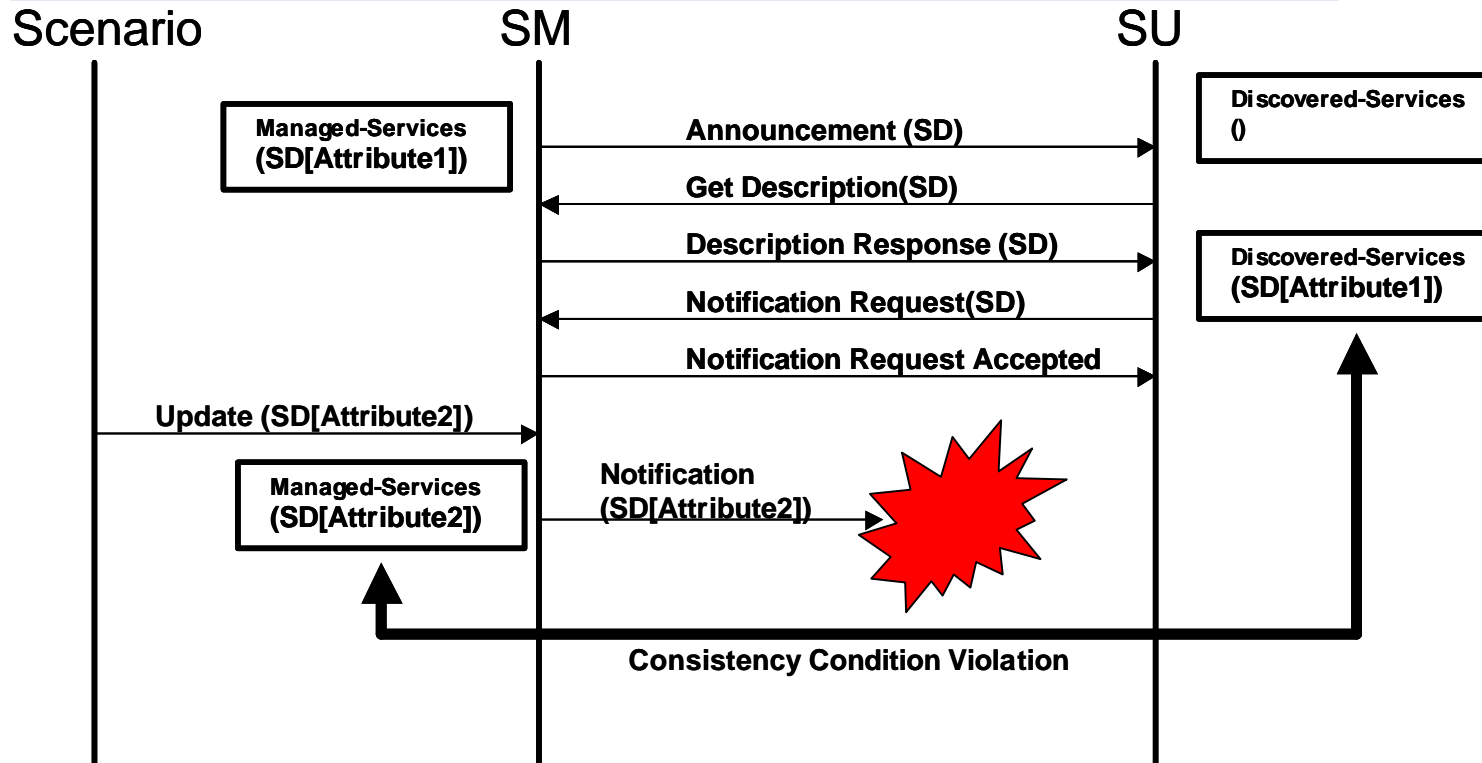 Scenario
SM
SU
Managed-Services
(SD[Attribute1])
Announcement (SD)
Discovered-Services
()
Get Description(SD)
Description Response (SD)
Discovered-Services
(SD[Attribute1])
Notification Request(SD)
Notification Request Accepted
Update (SD[Attribute2])
Managed-Services
(SD[Attribute2])
Notification
(SD[Attribute2])
Consistency Condition Violation